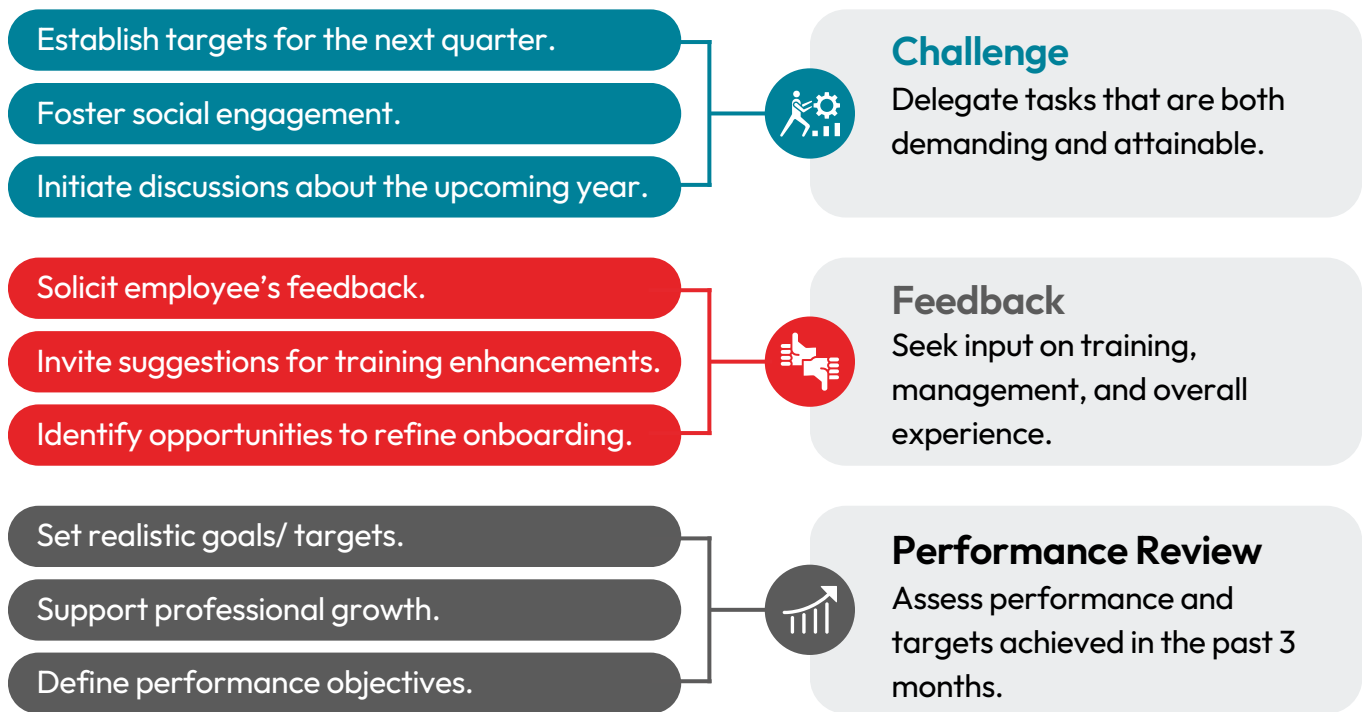 Establish targets for the next quarter.
Foster social engagement.
Initiate discussions about the upcoming year.
Challenge
Delegate tasks that are both
demanding and attainable.
Solicit employee’s feedback.
Invite suggestions for training enhancements.
Identify opportunities to refine onboarding.
Feedback
Seek input on training,
management, and overall
experience.
Set realistic goals/ targets.
Support professional growth.
Define performance objectives.
Performance Review
Assess performance and
targets achieved in the past 3
months.